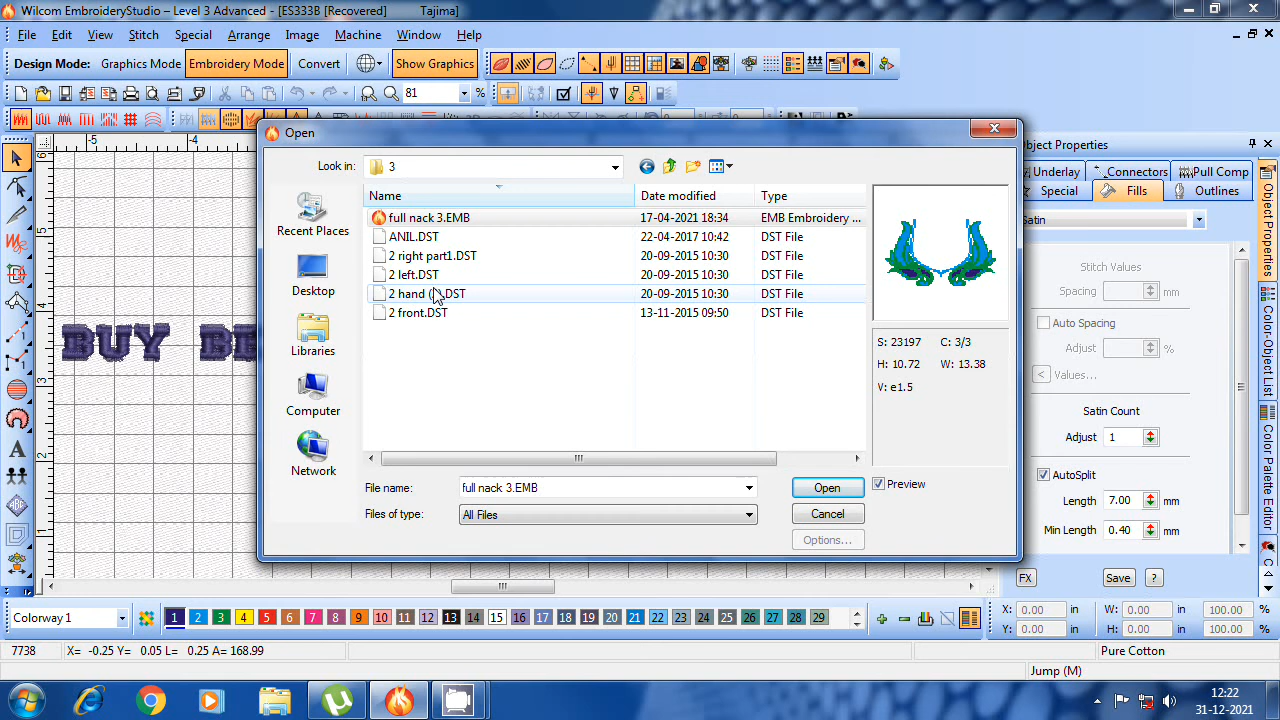 Wilcom EmbroideryStudio – Level 3 Advanced - [ES333B [Recovered] Tajima]
File Edit View Stitch Special Arrange Image Machine Window Help
Design Mode: Graphics Mode Embroidery Mode Convert Show Graphics
81 %
Open
-5 -4
Look in: 3
Name Date modified Type
full nack 3.EMB 17-04-2021 18:34 EMB Embroidery ...
ANIL.DST 22-04-2017 10:42 DST File
2 right part1.DST 20-09-2015 10:30 DST File
2 left.DST 20-09-2015 10:30 DST File
2 hand ( ).DST 20-09-2015 10:30 DST File
2 front.DST 13-11-2015 09:50 DST File
Recent Places
Desktop
Libraries
Computer
Network
File name: full nack 3.EMB
Files of type: All Files
Open
Cancel
Options...
Preview
S: 23197 C: 3/3
H: 10.72 W: 13.38
V: e1.5
BUY BE
Object Properties
Underlay Connectors Pull Comp
Special Fills Outlines
Satin
Stitch Values
Spacing mm
Auto Spacing
Adjust %
< Values...
Satin Count
Adjust 1
AutoSplit
Length 7.00 mm
Min Length 0.40 mm
FX Save ?
Object Properties
Color-Object List
Color Palette Editor
Colorway 1
1 2 3 4 5 6 7 8 9 10 11 12 13 14 15 16 17 18 19 20 21 22 23 24 25 26 27 28 29
X: 0.00 in W: 0.00 in 100.00 %
Y: 0.00 in H: 0.00 in 100.00 %
7738 X= -0.25 Y= 0.05 L= 0.25 A= 168.99 Pure Cotton
Jump (M)
12:22
31-12-2021